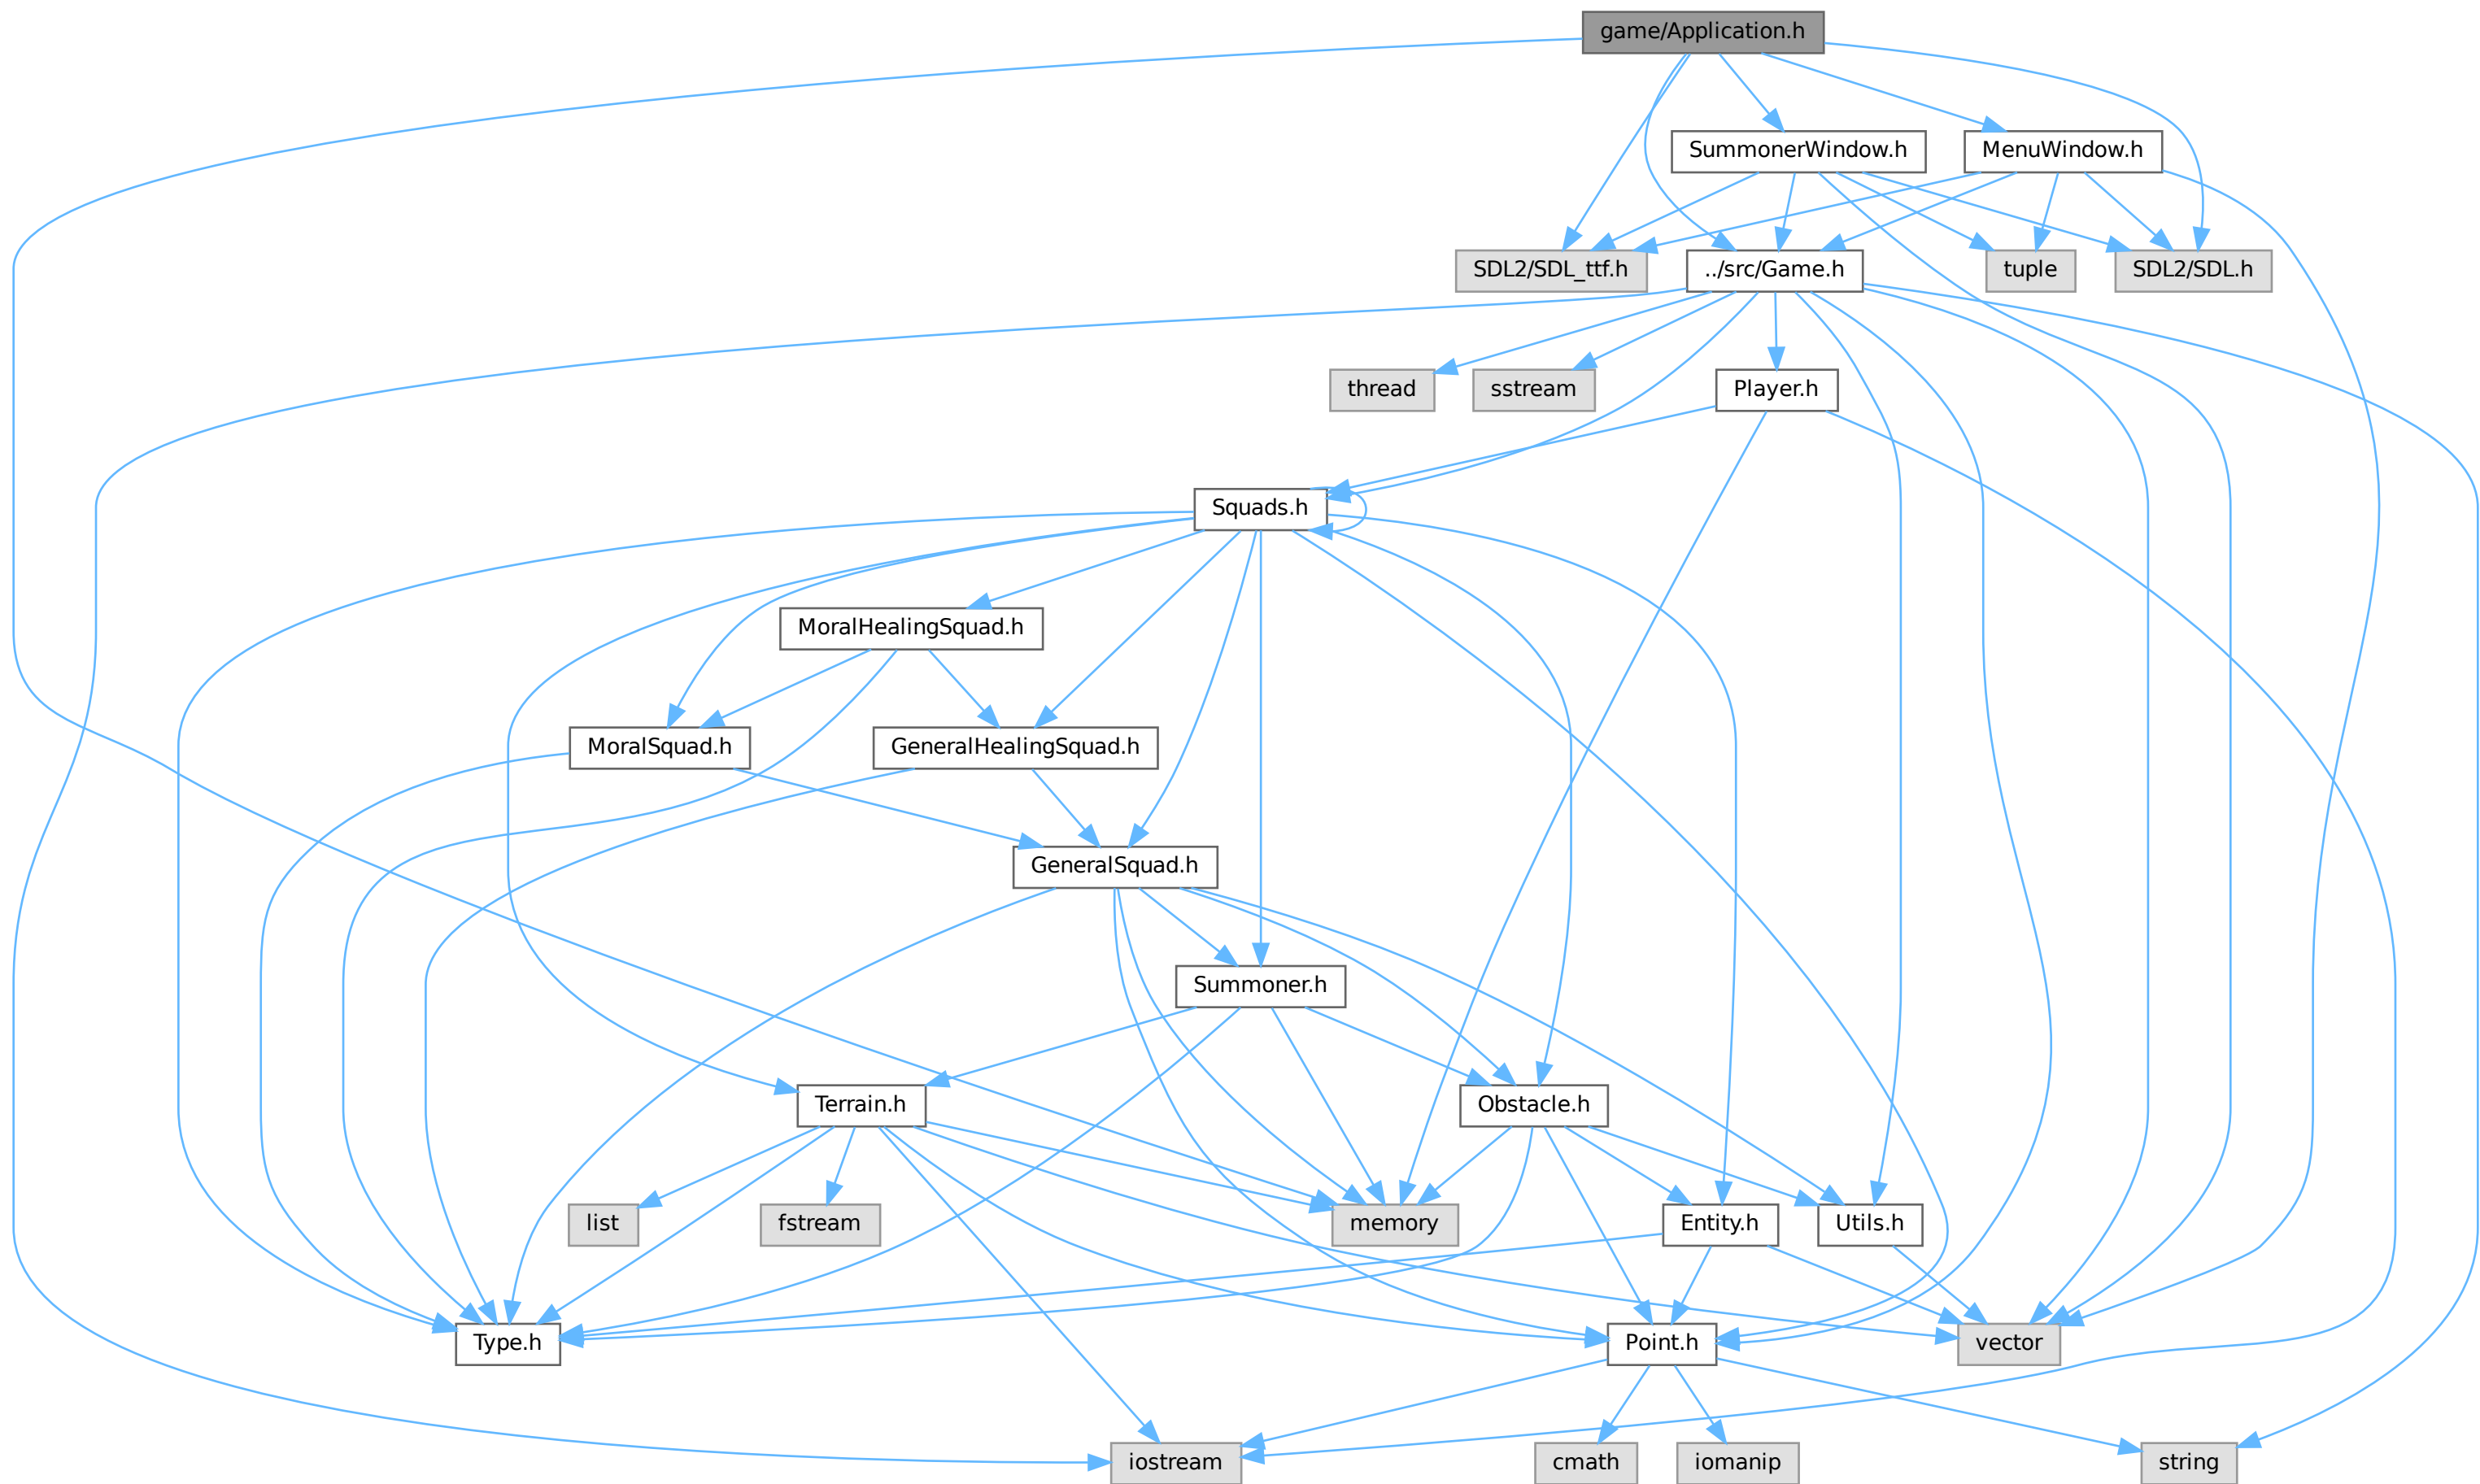 game/Application.h
SummonerWindow.h
MenuWindow.h
SDL2/SDL_ttf.h
../src/Game.h
tuple
SDL2/SDL.h
thread
sstream
Player.h
Squads.h
MoralHealingSquad.h
MoralSquad.h
GeneralHealingSquad.h
GeneralSquad.h
Summoner.h
Terrain.h
Obstacle.h
list
fstream
memory
Entity.h
Utils.h
Type.h
Point.h
vector
iostream
cmath
iomanip
string